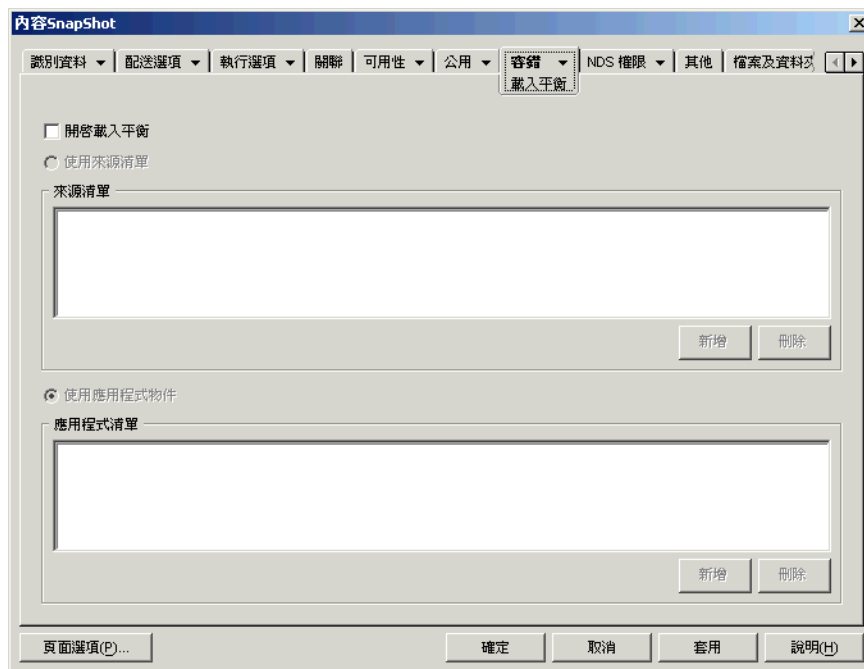 內容SnapShot
識別資料 配送選項 執行選項 關聯 可用性 公用 容錯 NDS 權限 其他 檔案及資料夾
載入平衡
開啓載入平衡
使用來源清單
來源清單
新增 刪除
使用應用程式物件
應用程式清單
新增 刪除
頁面選項(P)... 確定 取消 套用 說明(H)